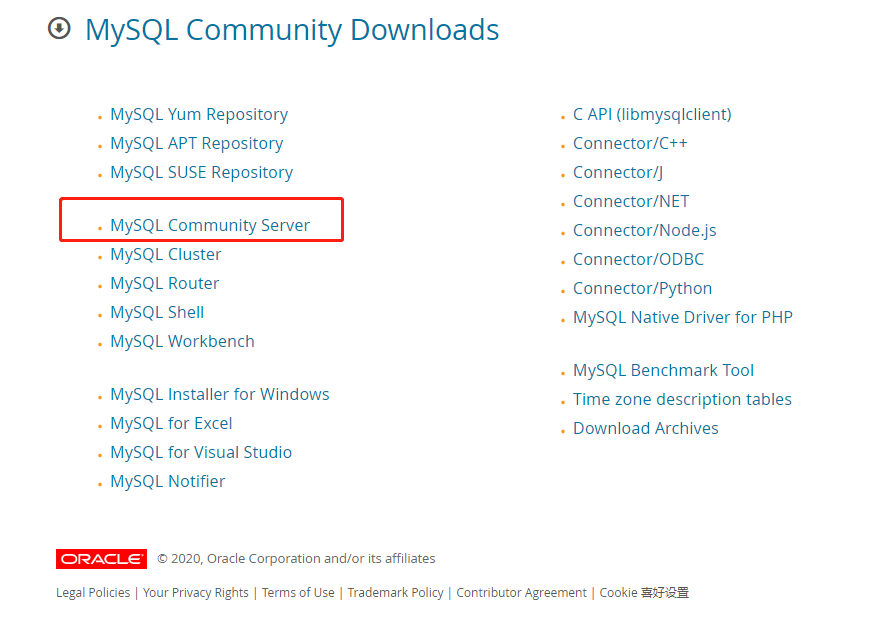 MySQL Community Downloads
MySQL Yum Repository
MySQL APT Repository
MySQL SUSE Repository
MySQL Community Server
MySQL Cluster
MySQL Router
MySQL Shell
MySQL Workbench
MySQL Installer for Windows
MySQL for Excel
MySQL for Visual Studio
MySQL Notifier
C API (libmysqlclient)
Connector/C++
Connector/J
Connector/NET
Connector/Node.js
Connector/ODBC
Connector/Python
MySQL Native Driver for PHP
MySQL Benchmark Tool
Time zone description tables
Download Archives
ORACLE © 2020, Oracle Corporation and/or its affiliates
Legal Policies | Your Privacy Rights | Terms of Use | Trademark Policy | Contributor Agreement | Cookie 喜好设置